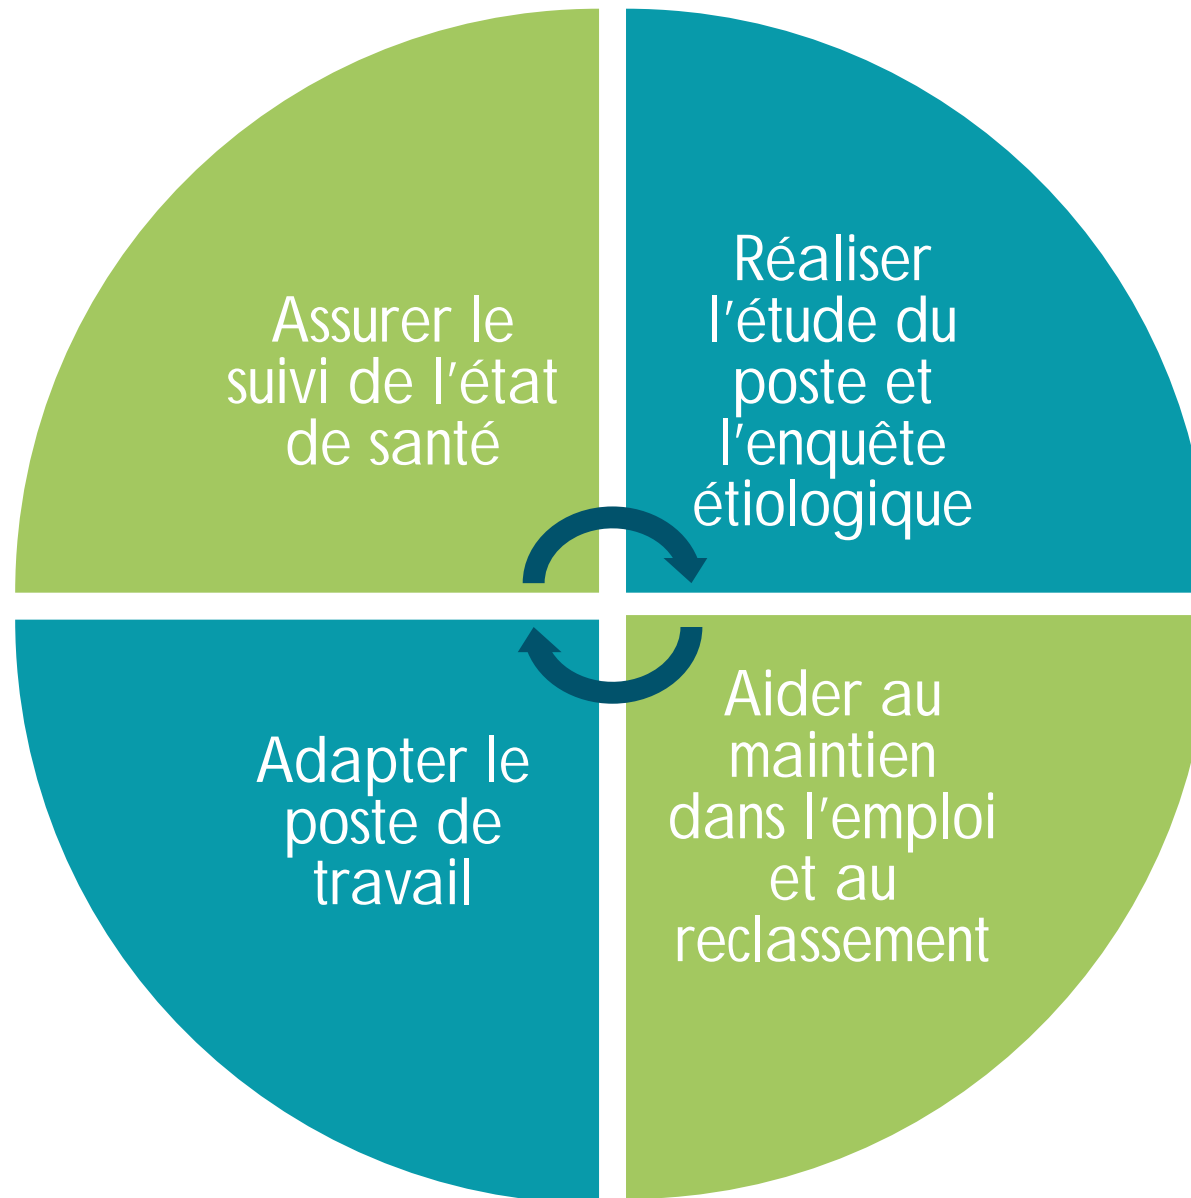 Assurer le
suivi de l'état
de santé
Réaliser
l'étude du
poste et
l'enquête
étiologique
Adapter le
poste de
travail
Aider au
maintien
dans l'emploi
et au
reclassement